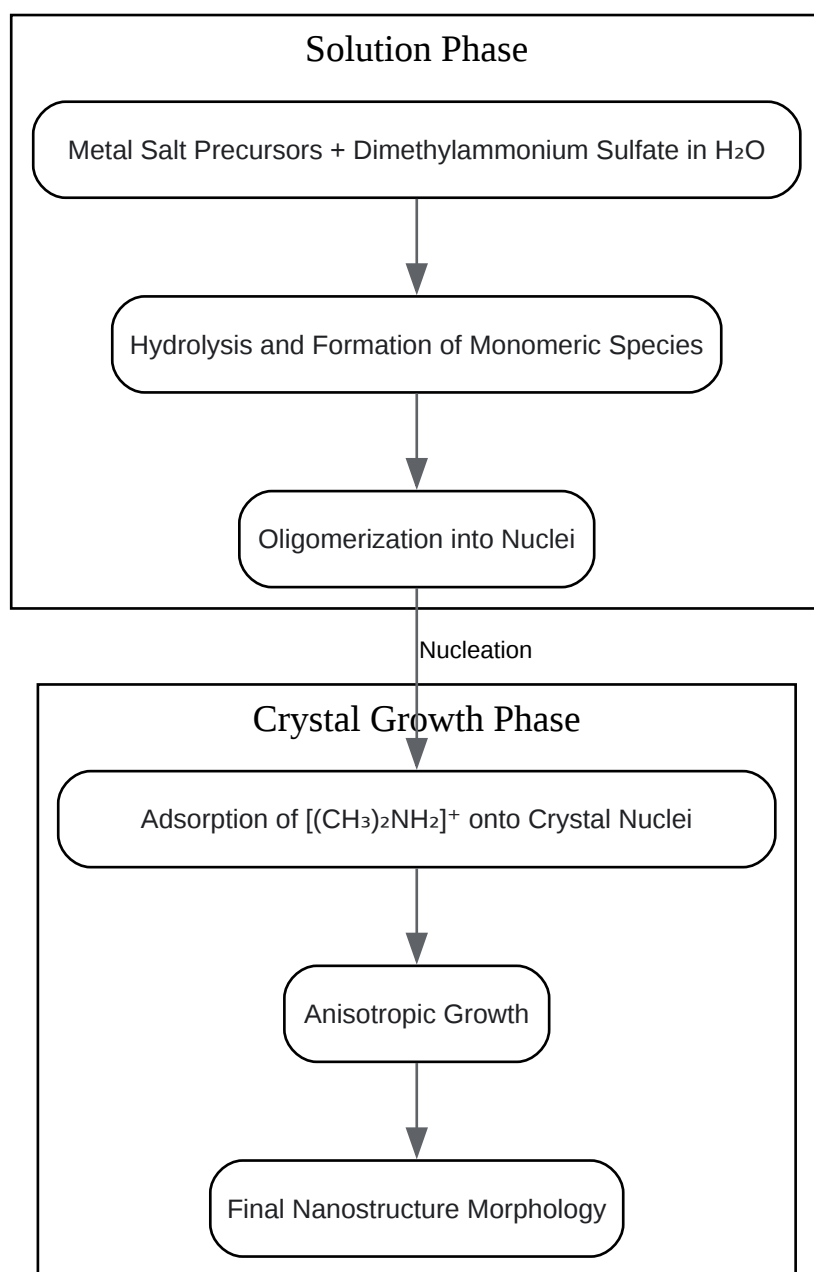 Solution Phase
Metal Salt Precursors + Dimethylammonium Sulfate in H₂O
Hydrolysis and Formation of Monomeric Species
Oligomerization into Nuclei
Nucleation
Crystal Growth Phase
Adsorption of [(CH₃)₂NH₂]⁺ onto Crystal Nuclei
Anisotropic Growth
Final Nanostructure Morphology